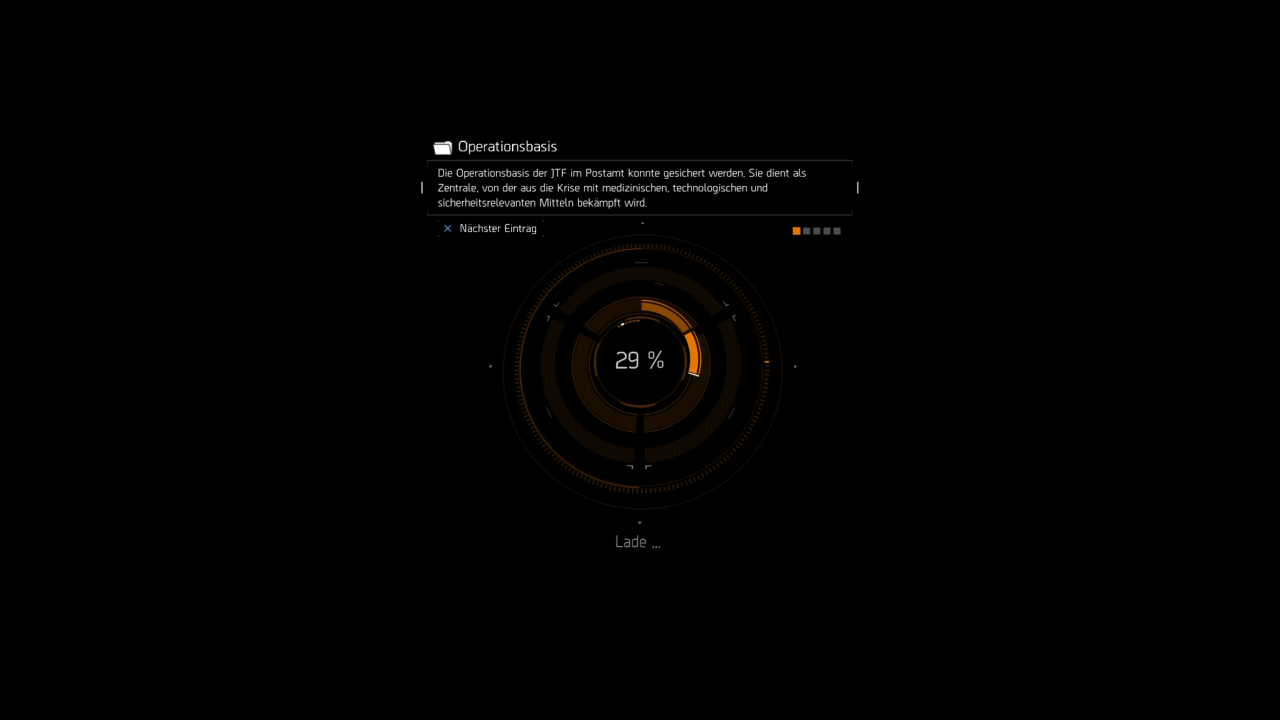 Operationsbasis
Die Operationsbasis der JTF im Postamt konnte gesichert werden. Sie dient als
Zentrale, von der aus die Krise mit medizinischen, technologischen und
sicherheitsrelevanten Mitteln bekämpft wird.
Nächster Eintrag
29 %
Lade ...